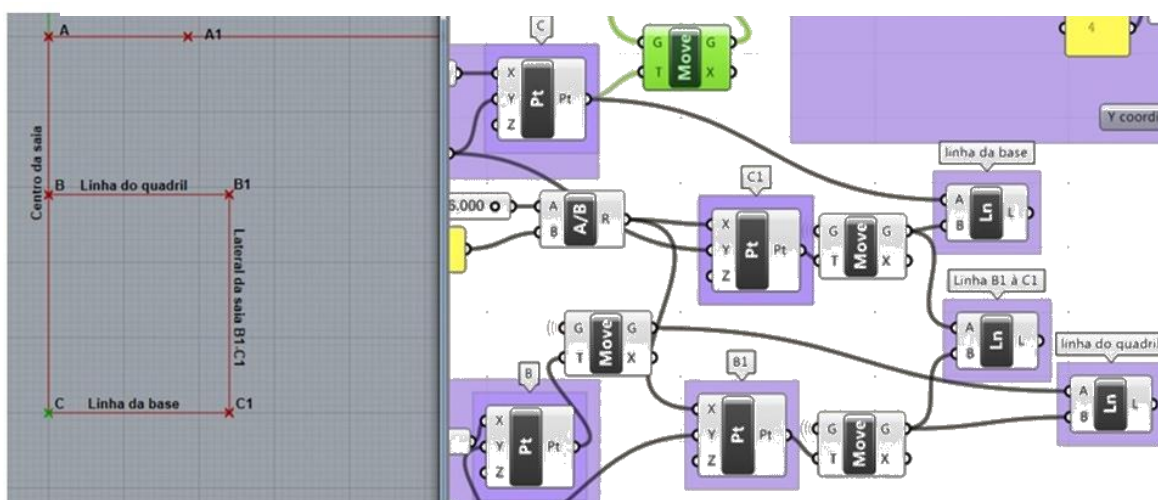 A
A1
Centro da saia
B
Linha do quadril
B1
Lateral da saia B1-C1
C
Linha da base
C1
C
X
Y
Z
Pt
Pt
G
T
Move
G
X
4
Y coordi
linha da base
A
B
Ln
L
6.000
A
B
A/B
R
C1
X
Y
Z
Pt
Pt
G
T
Move
G
X
Linha B1 à C1
A
B
Ln
L
G
T
Move
G
X
linha do quadril
A
B
Ln
L
B
X
Y
Z
Pt
Pt
B1
X
Y
Z
Pt
Pt
G
T
Move
G
X